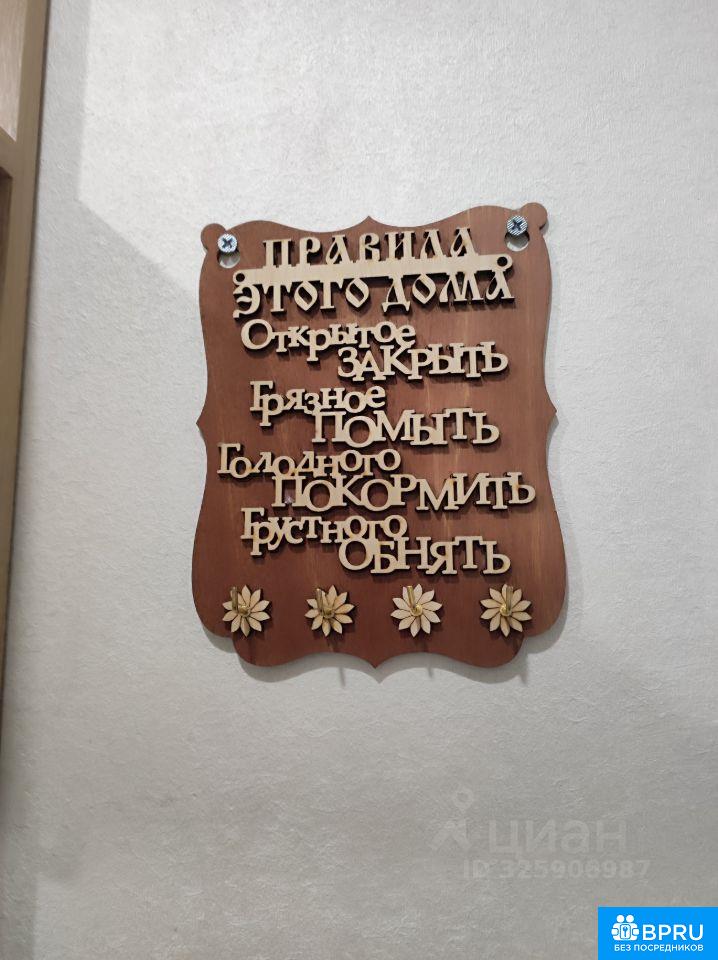 ПРАВИЛА
ЭТОГО ДОМА
Открытое
ЗАКРЫТЬ
Грязное
ПОМЫТЬ
Голодного
ПОКОРМИТЬ
Грустного
ОБНЯТЬ
циан
ID 325906987
BPRU
БЕЗ ПОСРЕДНИКОВ